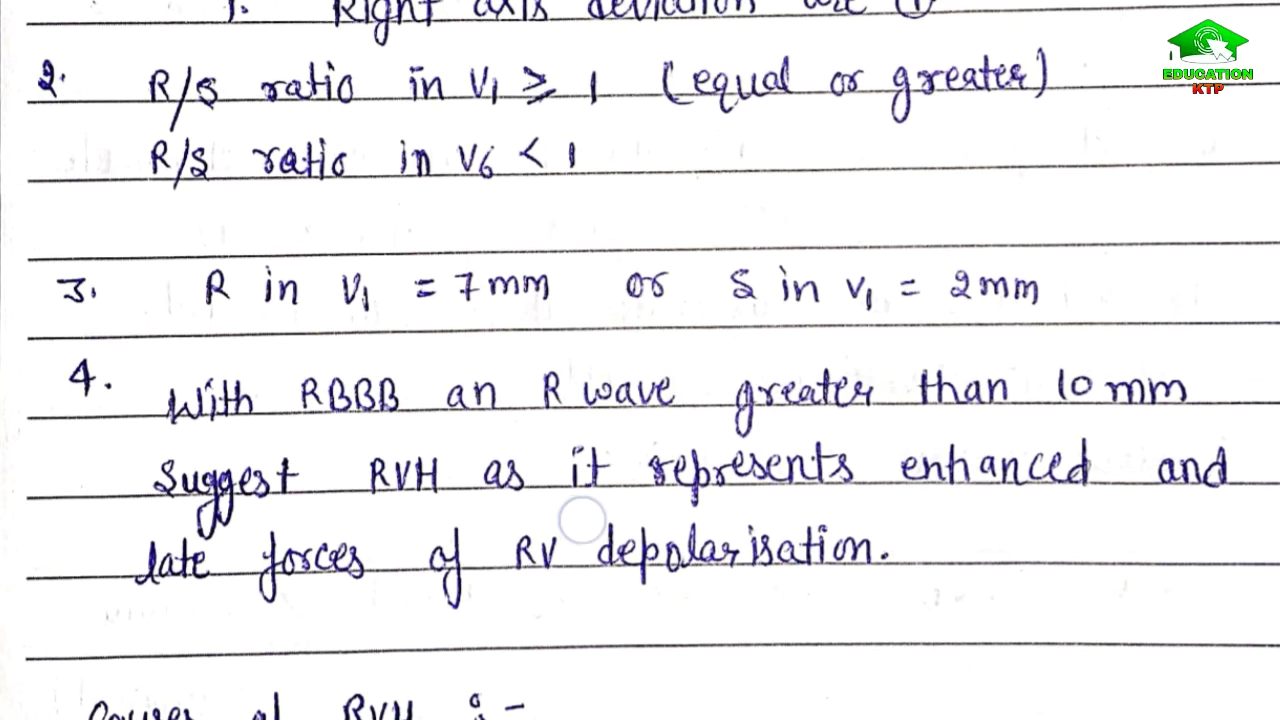 1. Right axis deviation
2. R/S ratio in V1 ≥ 1 (equal or greater)
R/S ratio in V6 < 1
3. R in V1 = 7mm or S in V1 = 2mm
4. With RBBB an R wave greater than 10 mm
Suggest RVH as it represents enhanced and
late forces of RV depolarisation.
Causes of RVH :-
EDUCATION
KTP